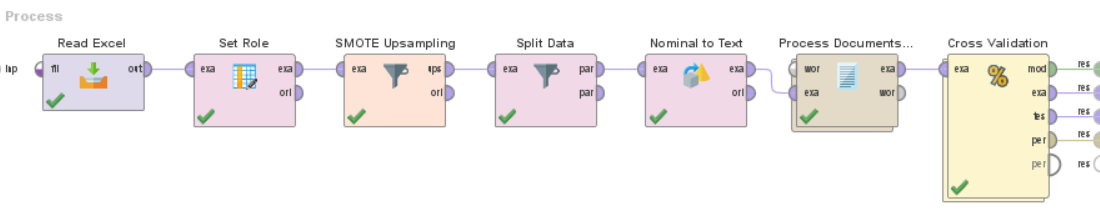 Process
Read Excel
Set Role
SMOTE Upsampling
Split Data
Nominal to Text
Process Documents...
Cross Validation
inp
fil
out
exa
exa
ori
exa
ups
ori
exa
par
par
exa
exa
ori
wor
exa
exa
wor
exa
mod
exa
tes
per
per
res
res
res
res
res